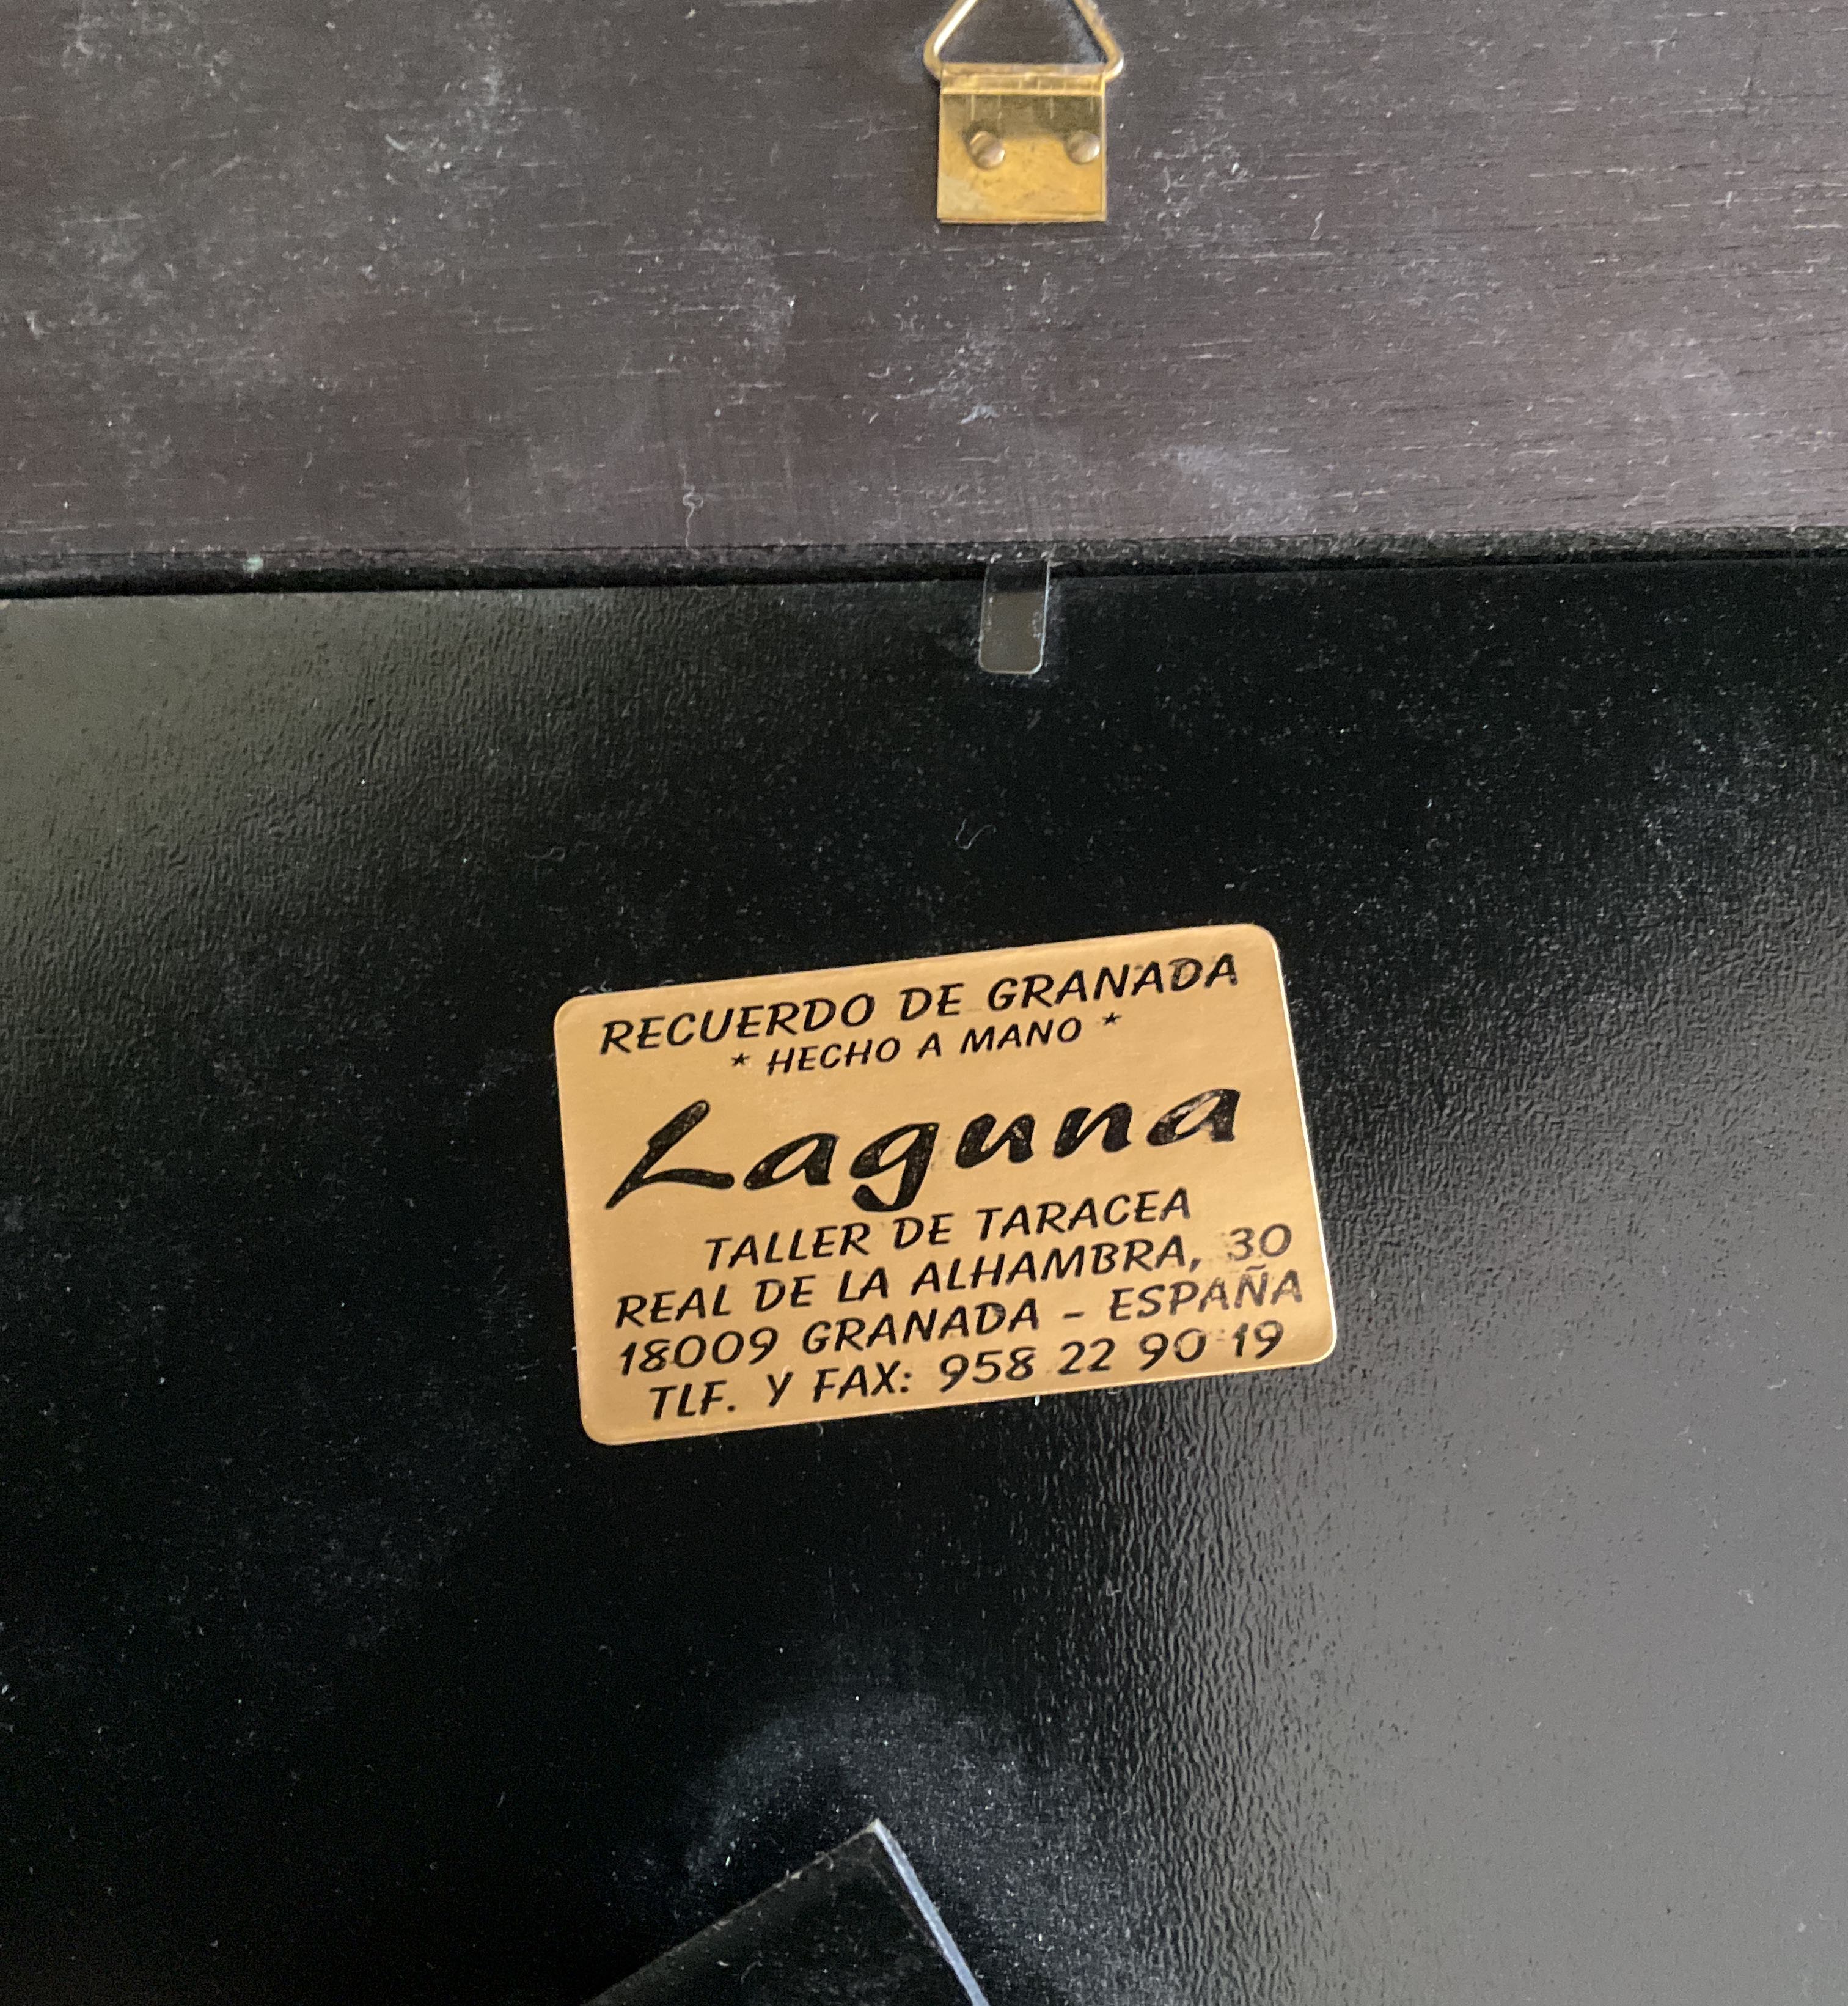 RECUERDO DE GRANADA
* HECHO A MANO *
Laguna
TALLER DE TARACEA
REAL DE LA ALHAMBRA, 30
18009 GRANADA - ESPAÑA
TLF. Y FAX: 958 22 90 19